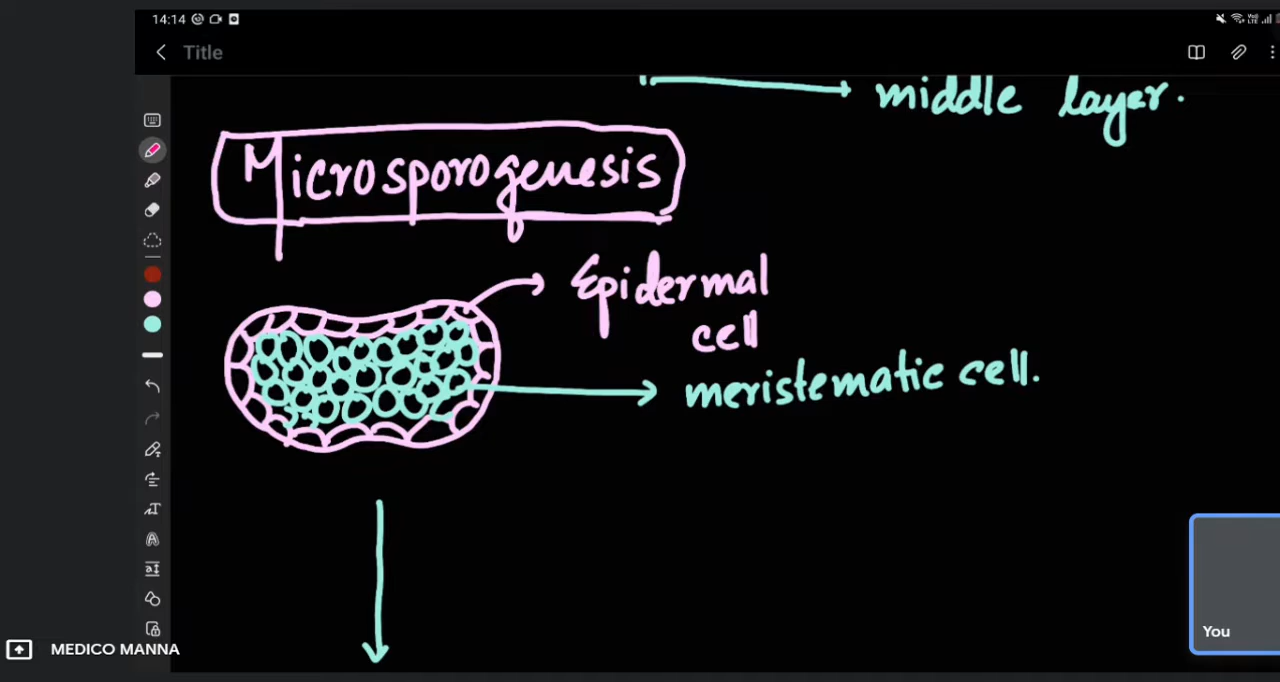 14:14
Title
middle layer.
Microsporogenesis
Epidermal
cell
meristematic cell.
You
MEDICO MANNA